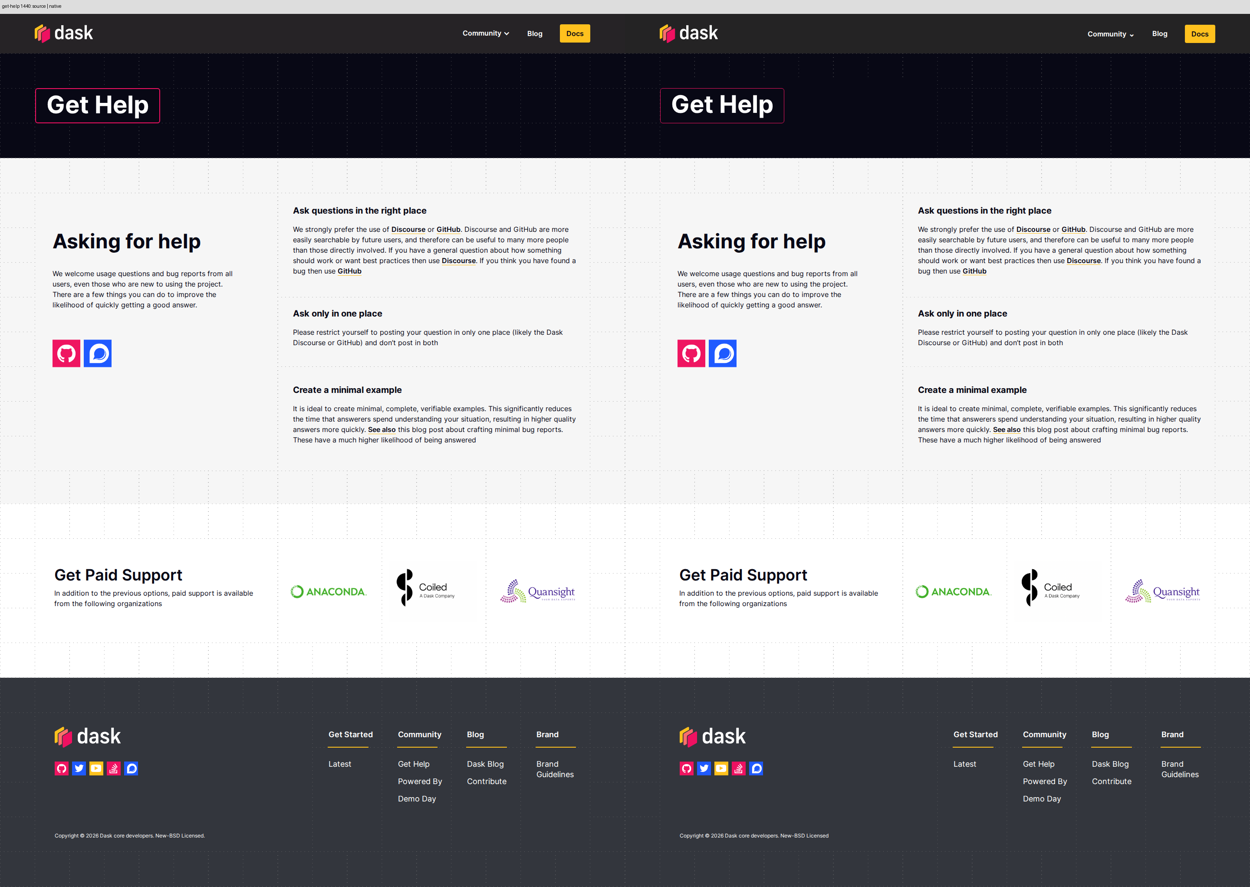 get-help 1440 source | native
dask
Community
Blog
Docs
Get Help
Asking for help
We welcome usage questions and bug reports from all
users, even those who are new to using the project.
There are a few things you can do to improve the
likelihood of quickly getting a good answer.
Ask questions in the right place
We strongly prefer the use of Discourse or GitHub. Discourse and GitHub are more
easily searchable by future users, and therefore can be useful to many more people
than those directly involved. If you have a general question about how something
should work or want best practices then use Discourse. If you think you have found a
bug then use GitHub
Ask only in one place
Please restrict yourself to posting your question in only one place (likely the Dask
Discourse or GitHub) and don't post in both
Create a minimal example
It is ideal to create minimal, complete, verifiable examples. This significantly reduces
the time that answerers spend understanding your situation, resulting in higher quality
answers more quickly. See also this blog post about crafting minimal bug reports.
These have a much higher likelihood of being answered
Get Paid Support
In addition to the previous options, paid support is available
from the following organizations
ANACONDA
Coiled
A Dask Company
Quansight
dask
Get Started
Latest
Community
Get Help
Powered By
Demo Day
Blog
Dask Blog
Contribute
Brand
Brand
Guidelines
Copyright © 2026 Dask core developers. New-BSD Licensed.
dask
Community
Blog
Docs
Get Help
Asking for help
We welcome usage questions and bug reports from all
users, even those who are new to using the project.
There are a few things you can do to improve the
likelihood of quickly getting a good answer.
Ask questions in the right place
We strongly prefer the use of Discourse or GitHub. Discourse and GitHub are more
easily searchable by future users, and therefore can be useful to many more people
than those directly involved. If you have a general question about how something
should work or want best practices then use Discourse. If you think you have found a
bug then use GitHub
Ask only in one place
Please restrict yourself to posting your question in only one place (likely the Dask
Discourse or GitHub) and don't post in both
Create a minimal example
It is ideal to create minimal, complete, verifiable examples. This significantly reduces
the time that answerers spend understanding your situation, resulting in higher quality
answers more quickly. See also this blog post about crafting minimal bug reports.
These have a much higher likelihood of being answered
Get Paid Support
In addition to the previous options, paid support is available
from the following organizations
ANACONDA
Coiled
A Dask Company
Quansight
dask
Get Started
Latest
Community
Get Help
Powered By
Demo Day
Blog
Dask Blog
Contribute
Brand
Brand
Guidelines
Copyright © 2026 Dask core developers. New-BSD Licensed